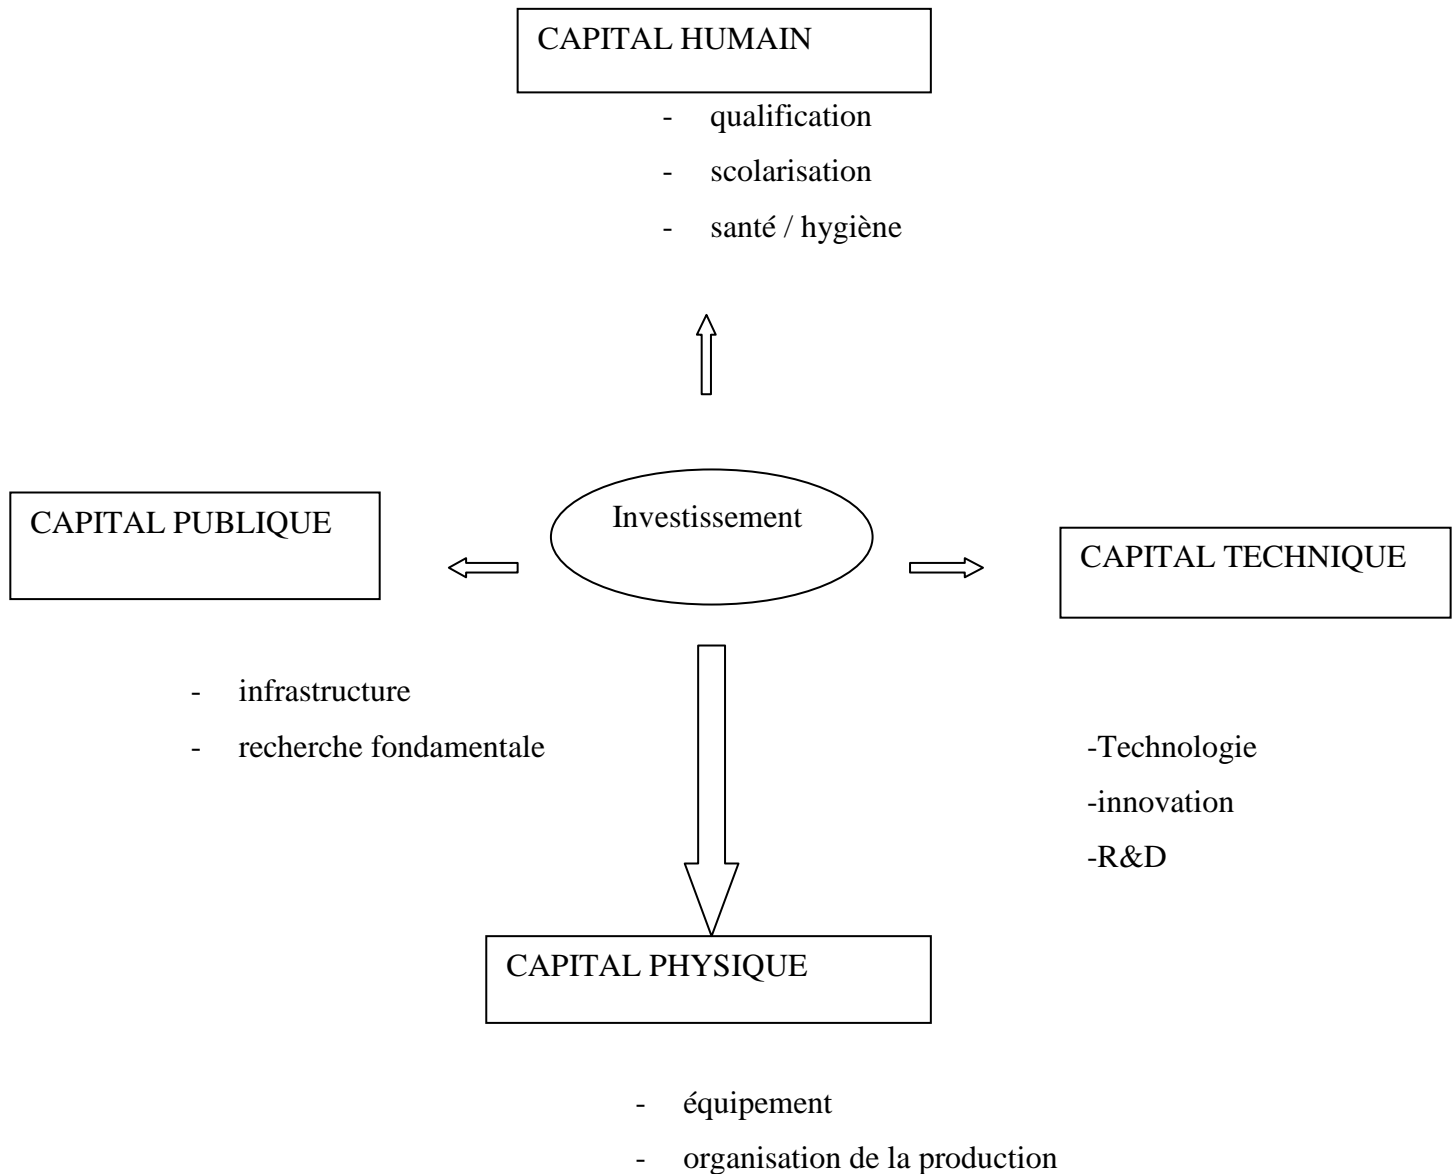 CAPITAL HUMAIN
- qualification
- scolarisation
- santé / hygiène
Investissement
CAPITAL PUBLIQUE
CAPITAL TECHNIQUE
- infrastructure
- recherche fondamentale
-Technologie
-innovation
-R&D
CAPITAL PHYSIQUE
- équipement
- organisation de la production